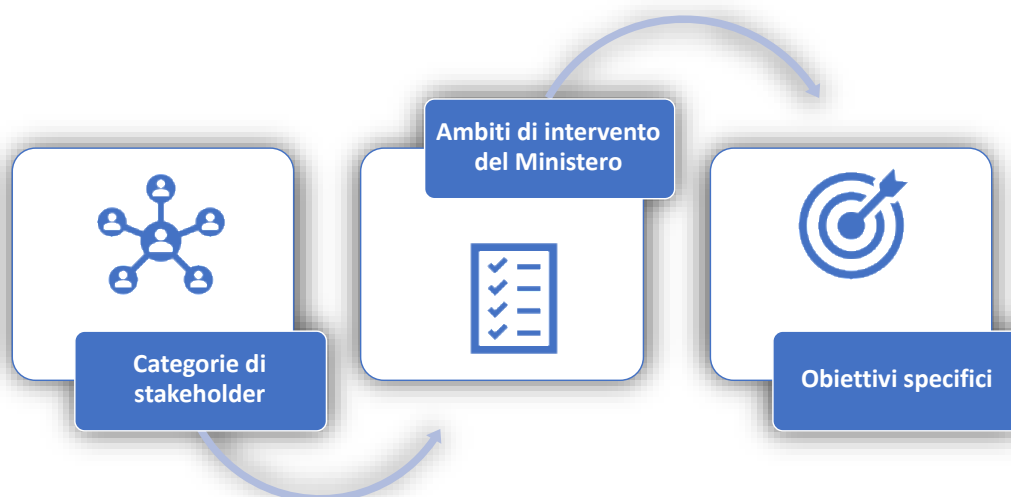 Categorie di
stakeholder
Ambiti di intervento
del Ministero
Obiettivi specifici